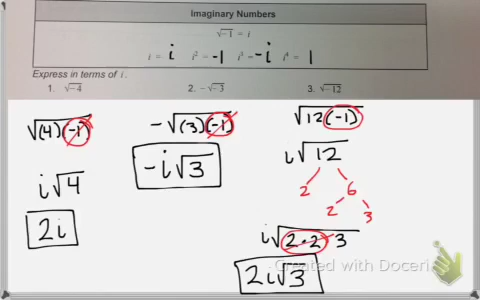 Imaginary Numbers
√-1 = i
i = i   i² = -1   i³ = -i   i⁴ = 1
Express in terms of i.
1. √-4   2. -√-3   3. √-12
√(4)(-1)   -√(3)(-1)   √12(-1)
i√4   -i√3   i√12
2i   2   6
2   3
i√2·2·3
Created with Doceri
2i√3